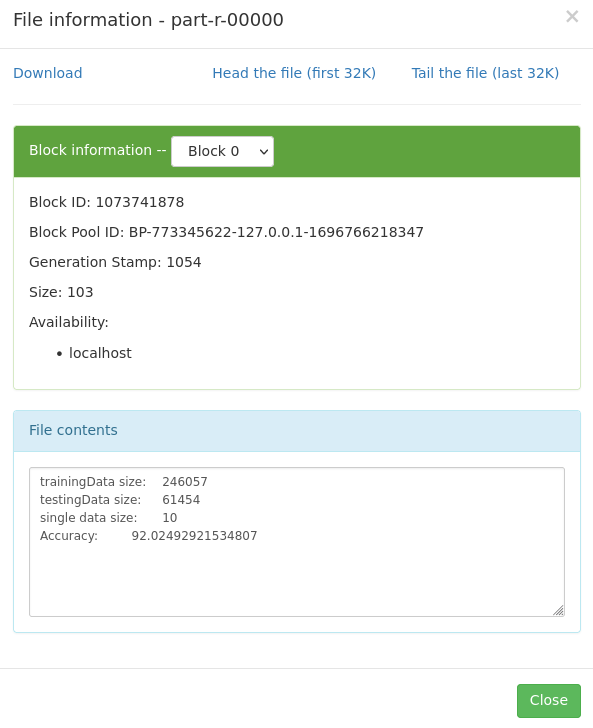 File information - part-r-00000
×
Download Head the file (first 32K) Tail the file (last 32K)
Block information -- Block 0
Block ID: 1073741878
Block Pool ID: BP-773345622-127.0.0.1-1696766218347
Generation Stamp: 1054
Size: 103
Availability:
• localhost
File contents
trainingData size: 246057
testingData size: 61454
single data size: 10
Accuracy: 92.02492921534807
Close